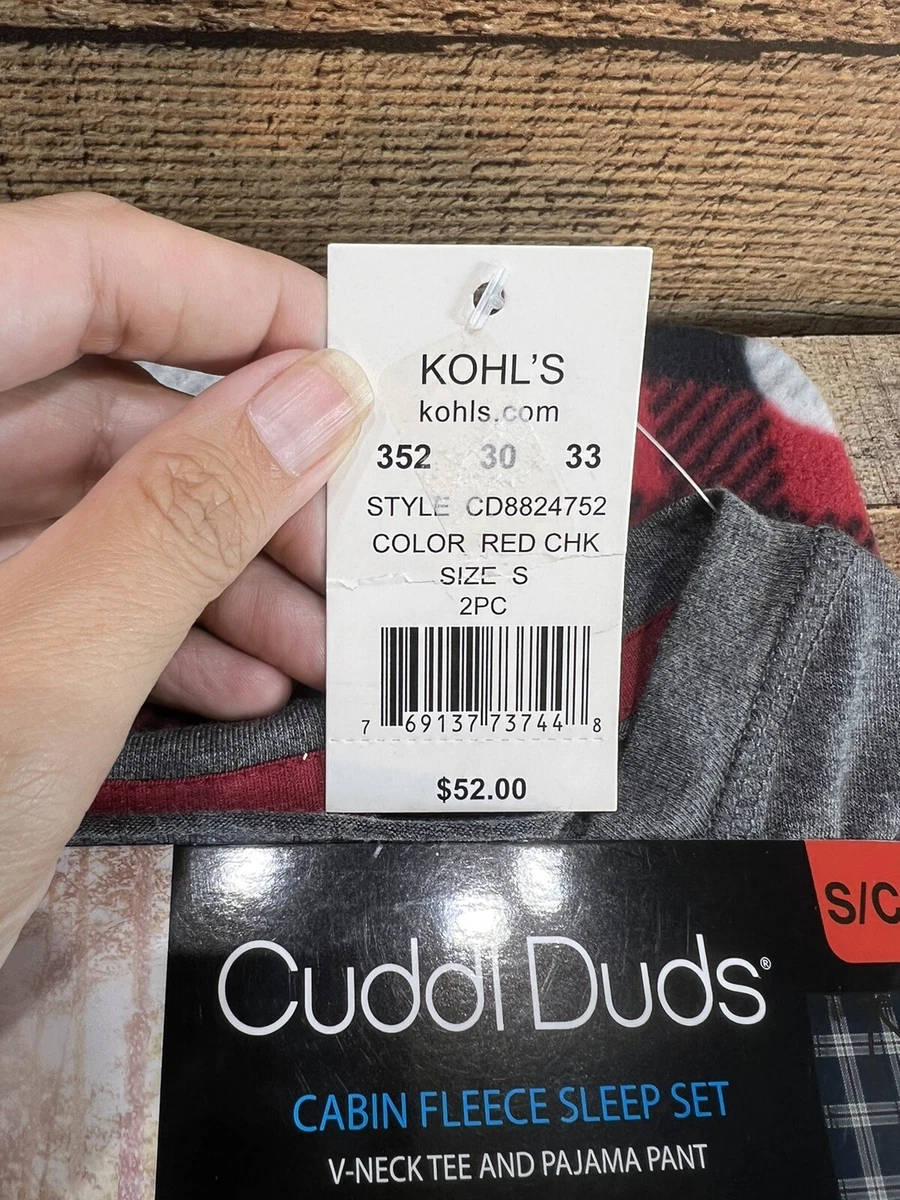 KOHL'S
kohls.com
352 30 33
STYLE CD8824752
COLOR RED CHK
SIZE S
2PC
7 69137 73744 8
$52.00
S/C
Cuddl Duds®
CABIN FLEECE SLEEP SET
V-NECK TEE AND PAJAMA PANT